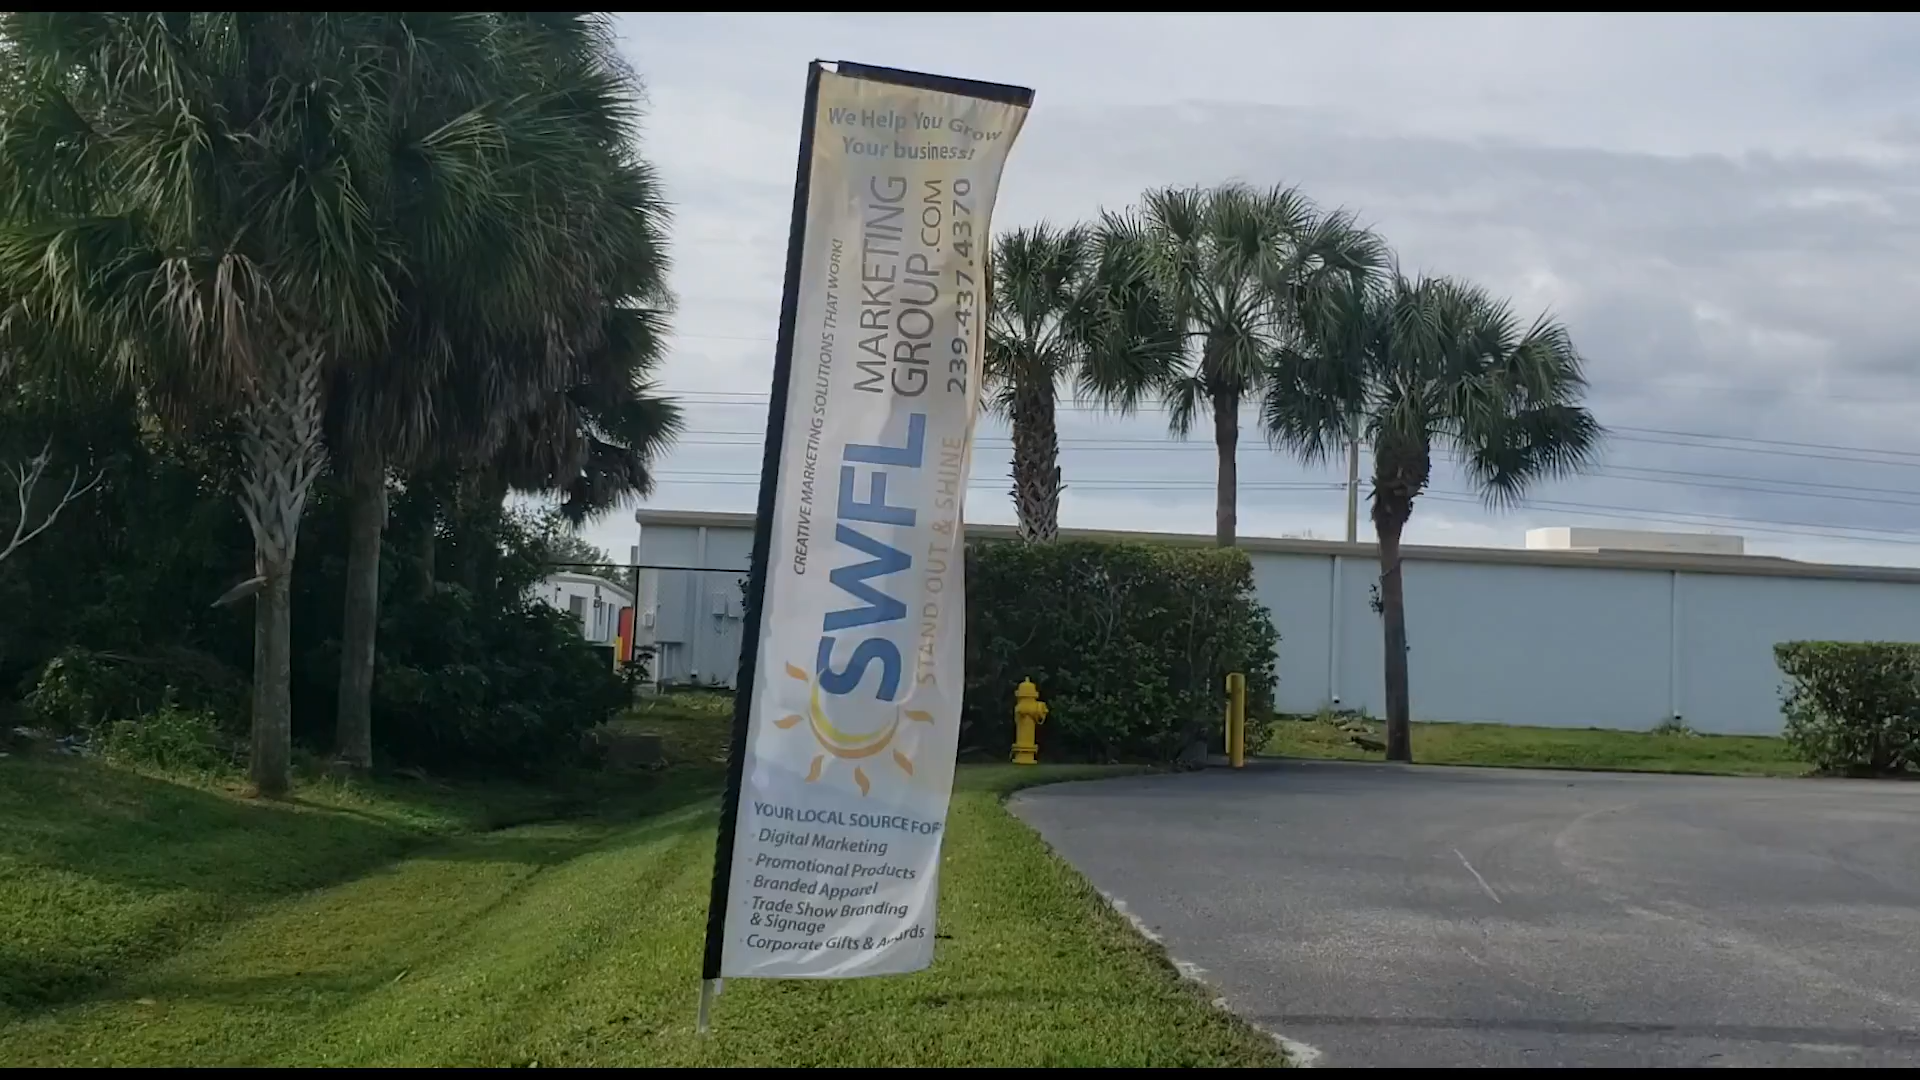 We Help You Grow
Your business!
CREATIVE MARKETING SOLUTIONS THAT WORK!
SWFL
MARKETING
GROUP.COM
239.437.4370
STAND OUT & SHINE
YOUR LOCAL SOURCE FOR
· Digital Marketing
· Promotional Products
· Branded Apparel
· Trade Show Branding
& Signage
· Corporate Gifts & Awards